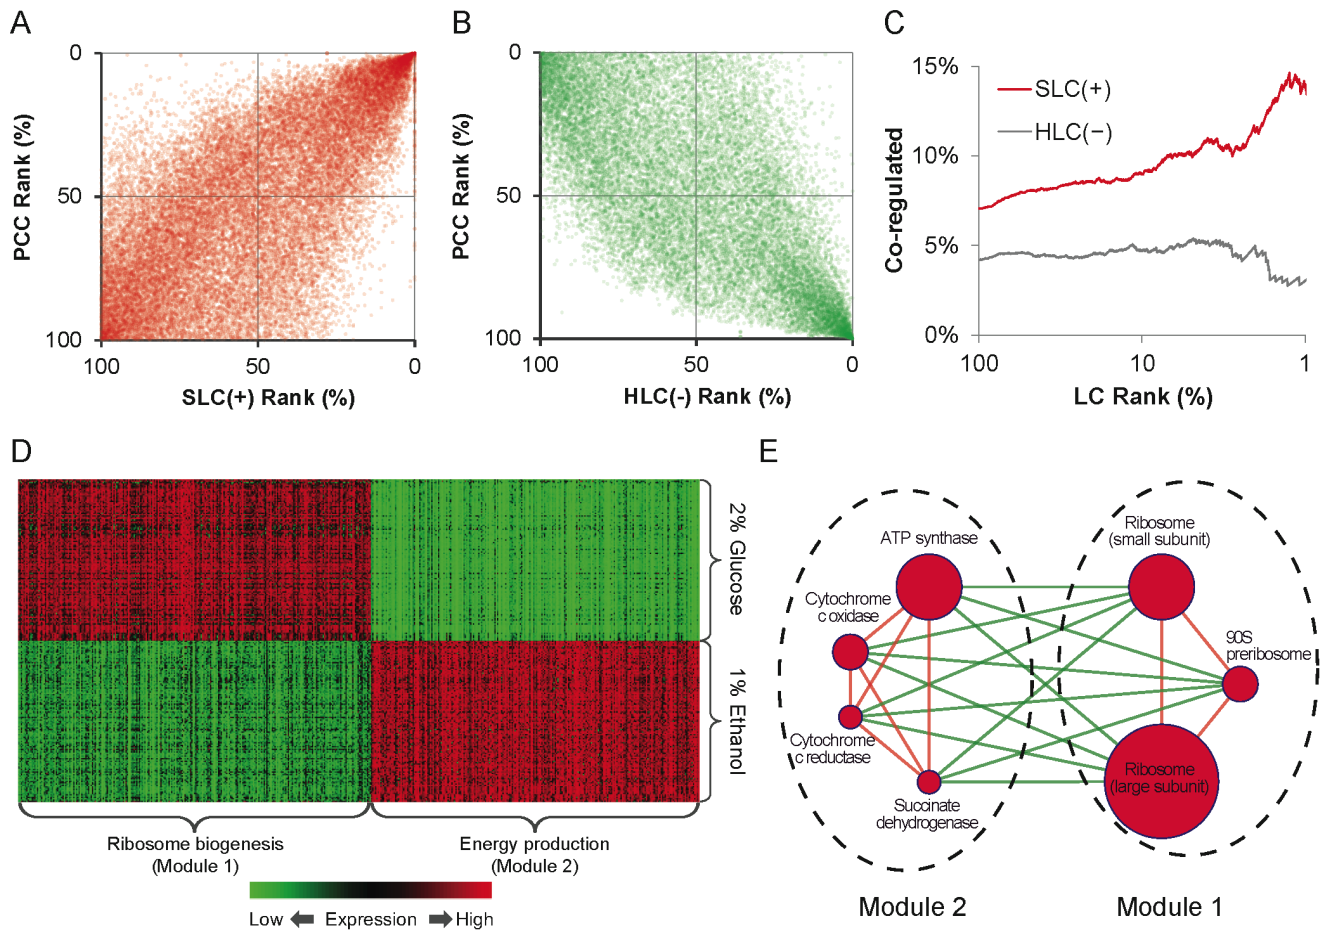 A
0
50
100
PCC Rank (%)
100
50
0
SLC(+) Rank (%)
B
0
50
100
PCC Rank (%)
100
50
0
HLC(-) Rank (%)
C
15%
10%
5%
0%
Co-regulated
SLC(+)
HLC(−)
100
10
1
LC Rank (%)
D
2% Glucose
1% Ethanol
Ribosome biogenesis
(Module 1)
Energy production
(Module 2)
Low
Expression
High
E
ATP synthase
Cytochrome
c oxidase
Cytochrome
c reductase
Succinate
dehydrogenase
Ribosome
(small subunit)
90S
preribosome
Ribosome
(large subunit)
Module 2
Module 1